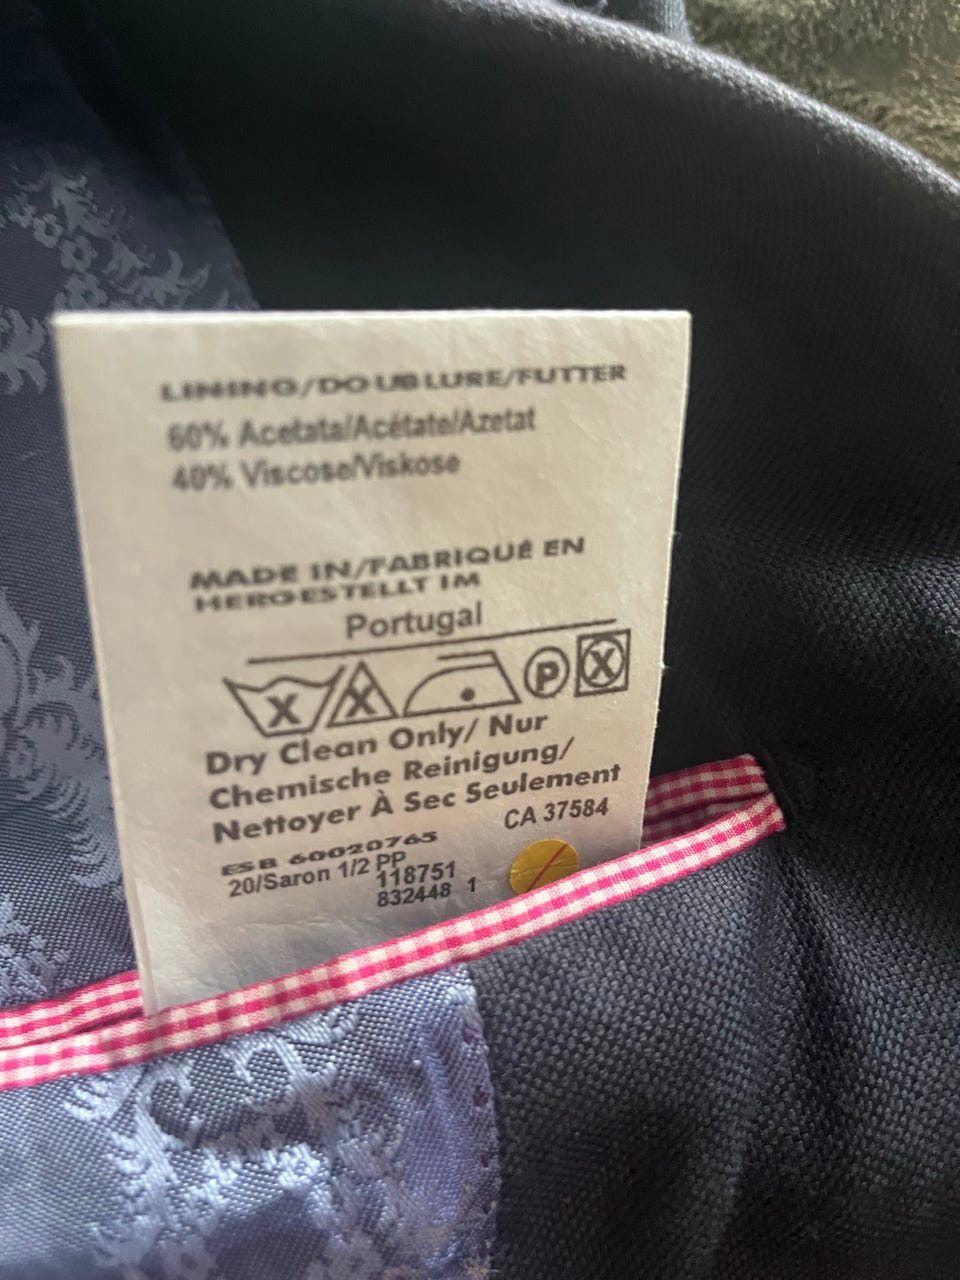 LINING/DOUBLURE/FUTTER
60% Acetata/Acétate/Azetat
40% Viscose/Viskose
MADE IN/FABRIQUÉ EN
HERGESTELLT IM
Portugal
X X P X
Dry Clean Only/ Nur
Chemische Reinigung/
Nettoyer À Sec Seulement
CA 37584
ESB 60020765
20/Saron 1/2 PP
118751
832448 1